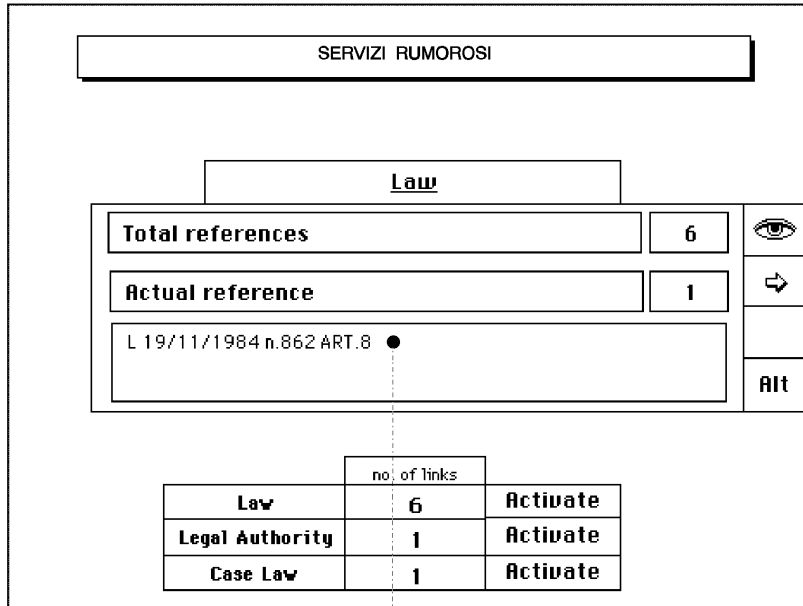 SERVIZI RUMOROSI
Law
Total references 6
Actual reference 1
L 19/11/1984 n.862 ART.8
Alt
no. of links
Law 6 Activate
Legal Authority 1 Activate
Case Law 1 Activate